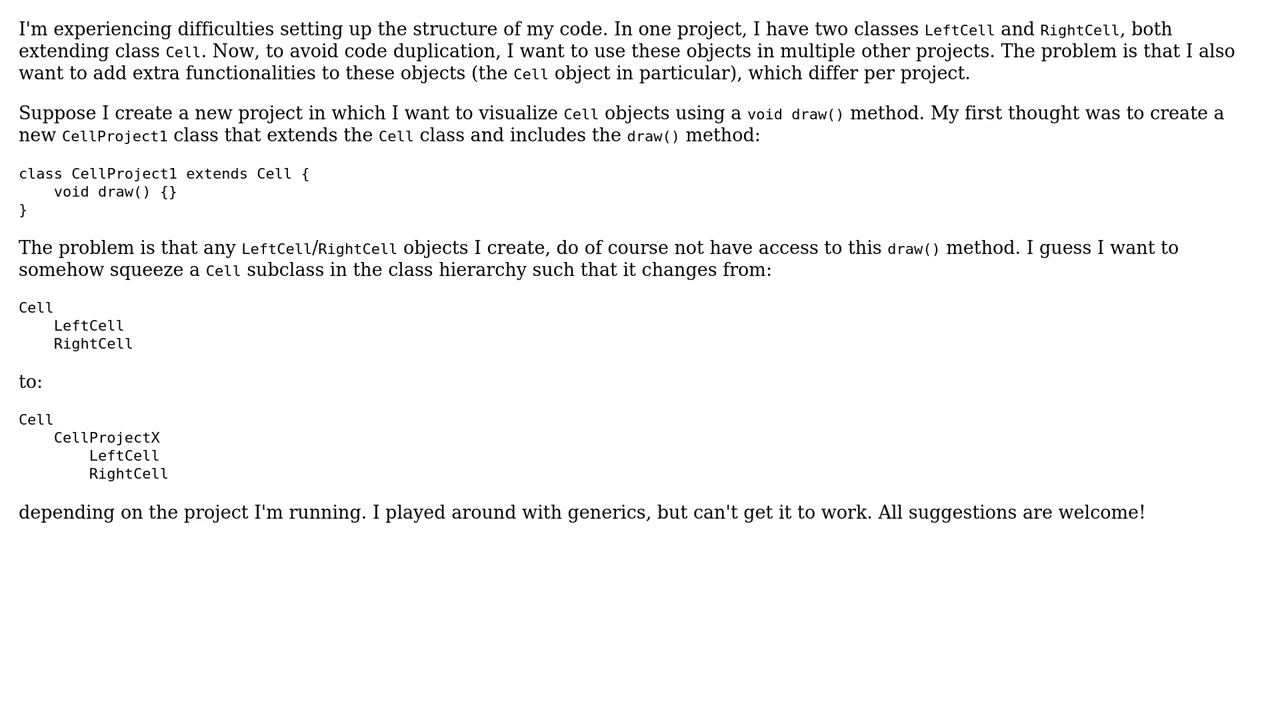 I'm experiencing difficulties setting up the structure of my code. In one project, I have two classes LeftCell and RightCell, both
extending class Cell. Now, to avoid code duplication, I want to use these objects in multiple other projects. The problem is that I also
want to add extra functionalities to these objects (the Cell object in particular), which differ per project.
Suppose I create a new project in which I want to visualize Cell objects using a void draw() method. My first thought was to create a
new CellProject1 class that extends the Cell class and includes the draw() method:
class CellProject1 extends Cell {
    void draw() {}
}
The problem is that any LeftCell/RightCell objects I create, do of course not have access to this draw() method. I guess I want to
somehow squeeze a Cell subclass in the class hierarchy such that it changes from:
Cell
    LeftCell
    RightCell
to:
Cell
    CellProjectX
        LeftCell
        RightCell
depending on the project I'm running. I played around with generics, but can't get it to work. All suggestions are welcome!